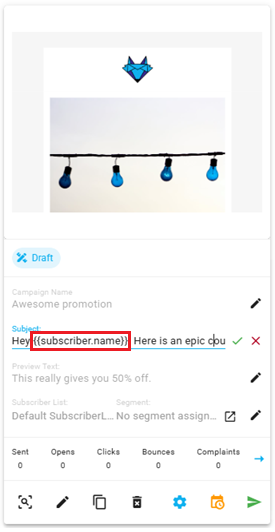 Draft
Campaign Name
Awesome promotion
Subject:
Hey {{subscriber.name}}, Here is an epic cou
Preview Text:
This really gives you 50% off.
Subscriber List: Segment:
Default SubscriberL... No segment assign...
Sent Opens Clicks Bounces Complaints
0 0 0 0 0